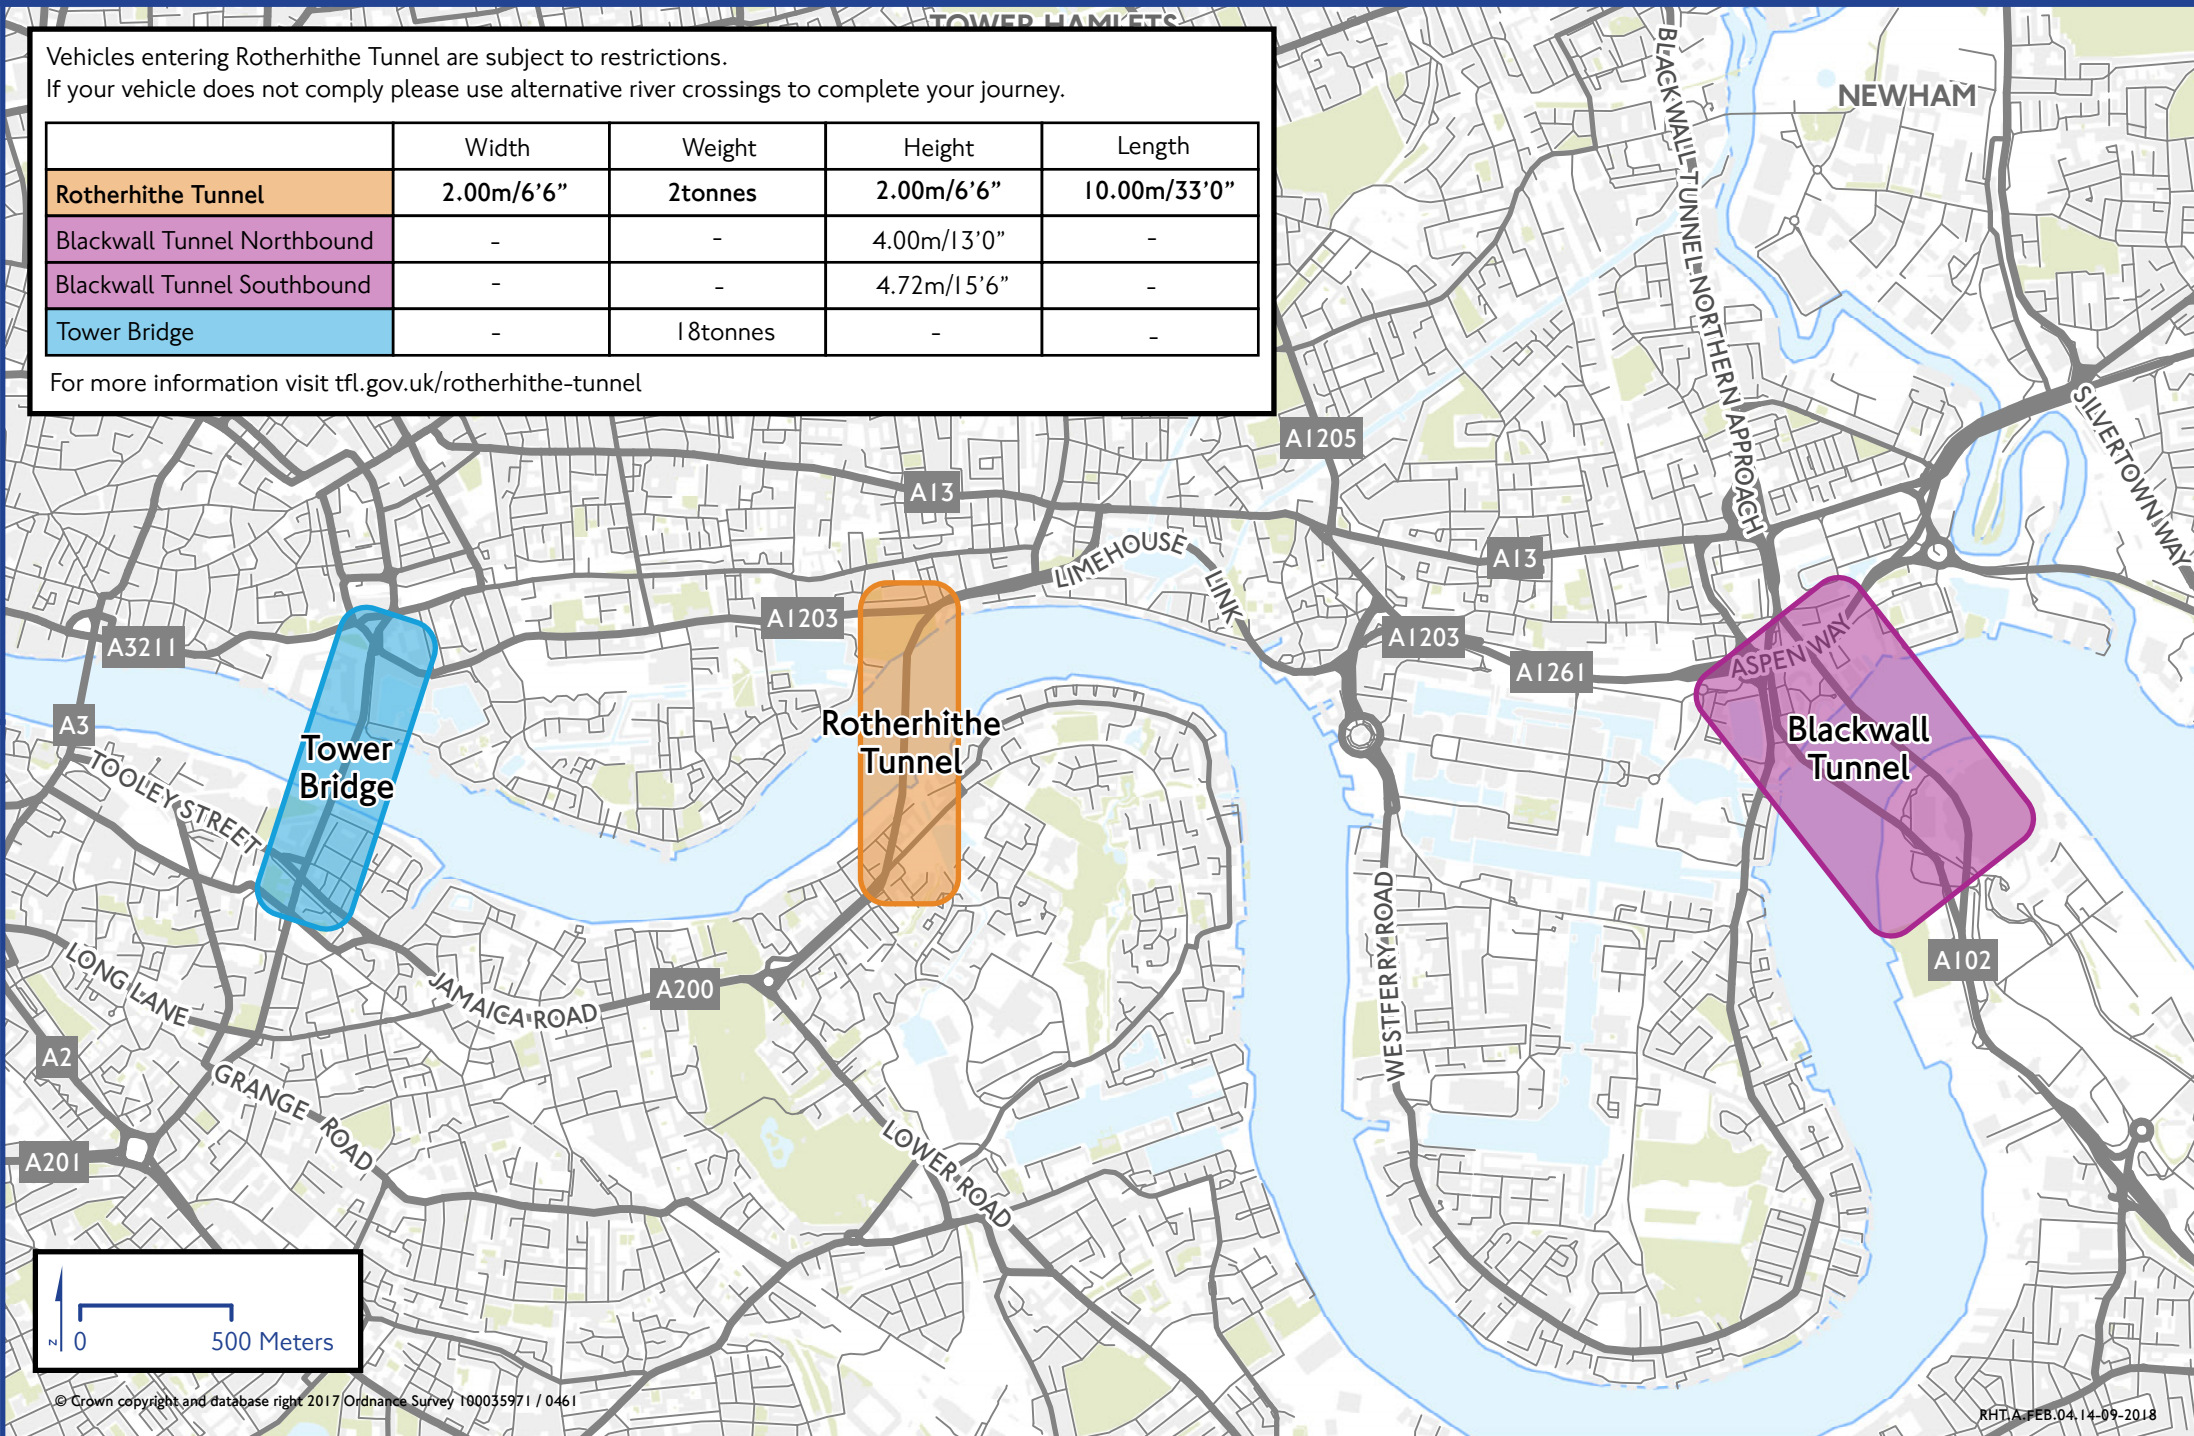 TOWER HAMLETS
Vehicles entering Rotherhithe Tunnel are subject to restrictions.
If your vehicle does not comply please use alternative river crossings to complete your journey.
Width Weight Height Length
Rotherhithe Tunnel 2.00m/6'6” 2tonnes 2.00m/6'6” 10.00m/33'0”
Blackwall Tunnel Northbound - - 4.00m/13'0” -
Blackwall Tunnel Southbound - - 4.72m/15'6” -
Tower Bridge - 18tonnes - -
For more information visit tfl.gov.uk/rotherhithe-tunnel
BLACKWALL TUNNEL NORTHERN APPROACH
NEWHAM
SILVERTOWN WAY
A1205
A13
A13
LIMEHOUSE
LINK
A1203
A1203
A1261
ASPEN WAY
A3211
A3
TOOLEY STREET
Tower
Bridge
Rotherhithe
Tunnel
Blackwall
Tunnel
WESTFERRY ROAD
A102
LONG LANE
JAMAICA ROAD
A200
A2
GRANGE ROAD
LOWER ROAD
A201
N
0 500 Meters
© Crown copyright and database right 2017 Ordnance Survey 100035971 / 0461
RHT.A.FEB.04.14-09-2018